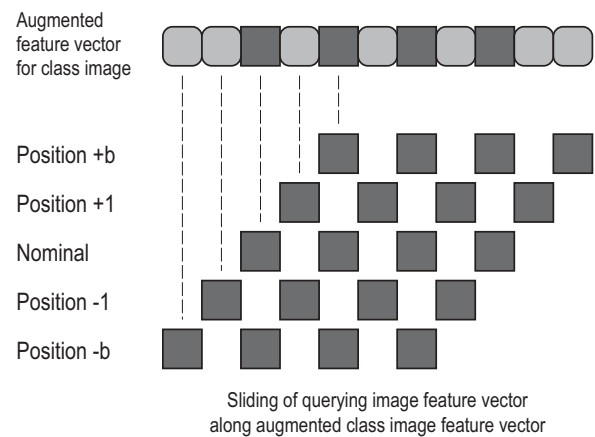 Augmented
feature vector
for class image
Position +b
Position +1
Nominal
Position -1
Position -b
Sliding of querying image feature vector
along augmented class image feature vector